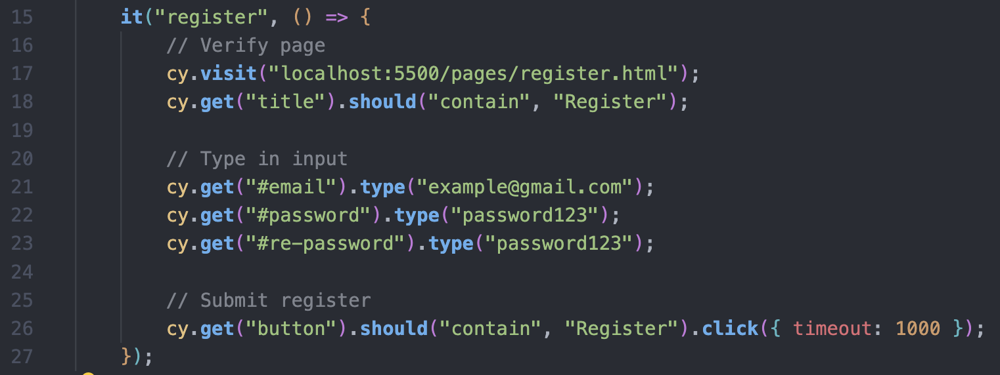 15 it("register", () => {
16 // Verify page
17 cy.visit("localhost:5500/pages/register.html");
18 cy.get("title").should("contain", "Register");
19
20 // Type in input
21 cy.get("#email").type("example@gmail.com");
22 cy.get("#password").type("password123");
23 cy.get("#re-password").type("password123");
24
25 // Submit register
26 cy.get("button").should("contain", "Register").click({ timeout: 1000 });
27 });